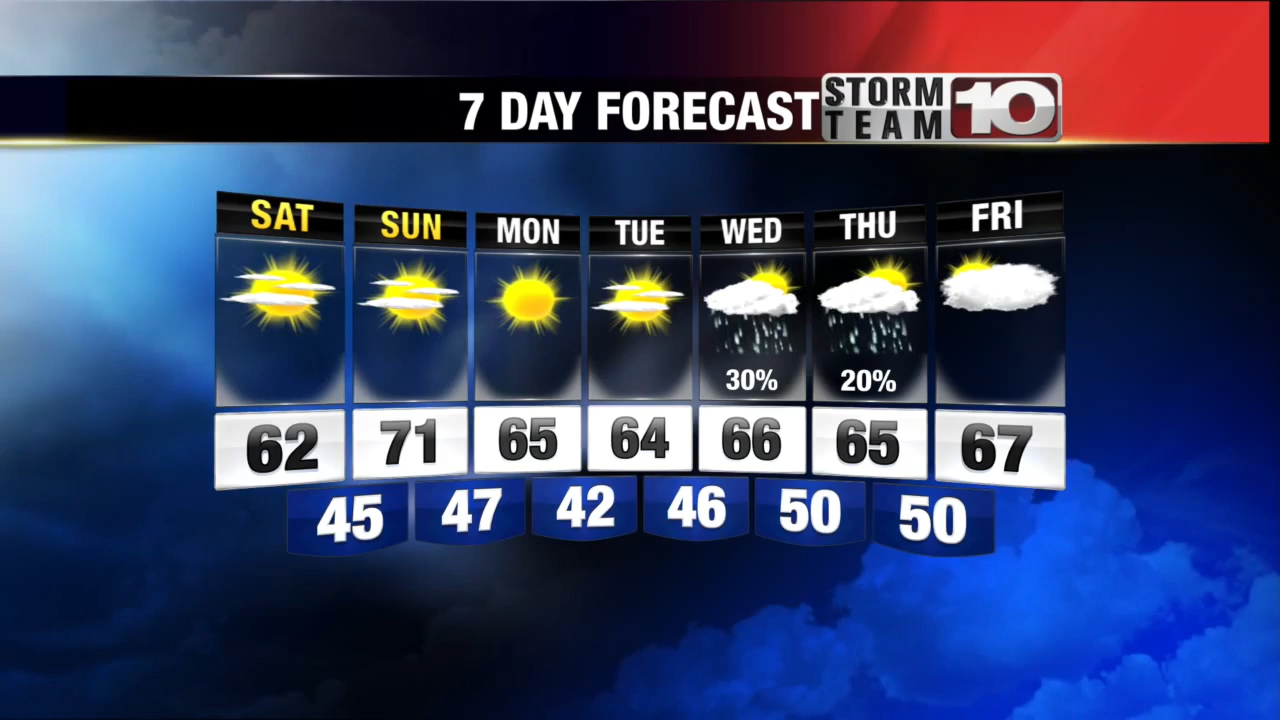 7 DAY FORECAST
STORM
TEAM
10
SAT SUN MON TUE WED THU FRI
30% 20%
62 71 65 64 66 65 67
45 47 42 46 50 50